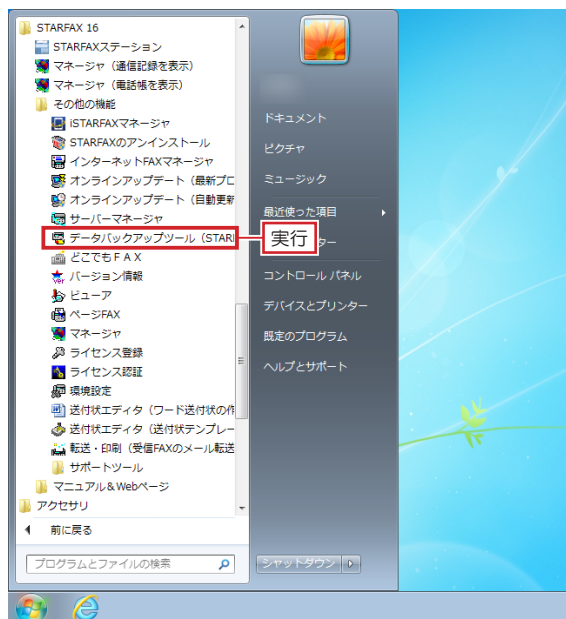 STARFAX 16
STARFAXステーション
マネージャ（通信記録を表示）
マネージャ（電話帳を表示）
その他の機能
iSTARFAXマネージャ
STARFAXのアンインストール
インターネットFAXマネージャ
オンラインアップデート（最新プロ
オンラインアップデート（自動更新
サーバーマネージャ
データバックアップツール（STARF
どこでもＦＡＸ
バージョン情報
ビューア
ページFAX
マネージャ
ライセンス登録
ライセンス認証
環境設定
送付状エディタ（ワード送付状の作
送付状エディタ（送付状テンプレー
転送・印刷（受信FAXのメール転送
サポートツール
マニュアル＆Webページ
アクセサリ
前に戻る
プログラムとファイルの検索
ドキュメント
ピクチャ
ミュージック
最近使った項目
実行
ター
コントロール パネル
デバイスとプリンター
既定のプログラム
ヘルプとサポート
シャットダウン